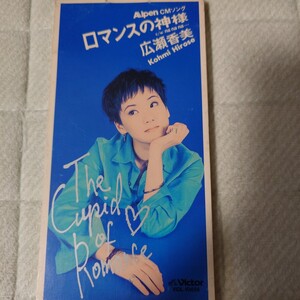 Alpen CMソング
ロマンスの神様
広瀬香美
Kohmi Hirose
The
Cupid
of
Romance
Victor